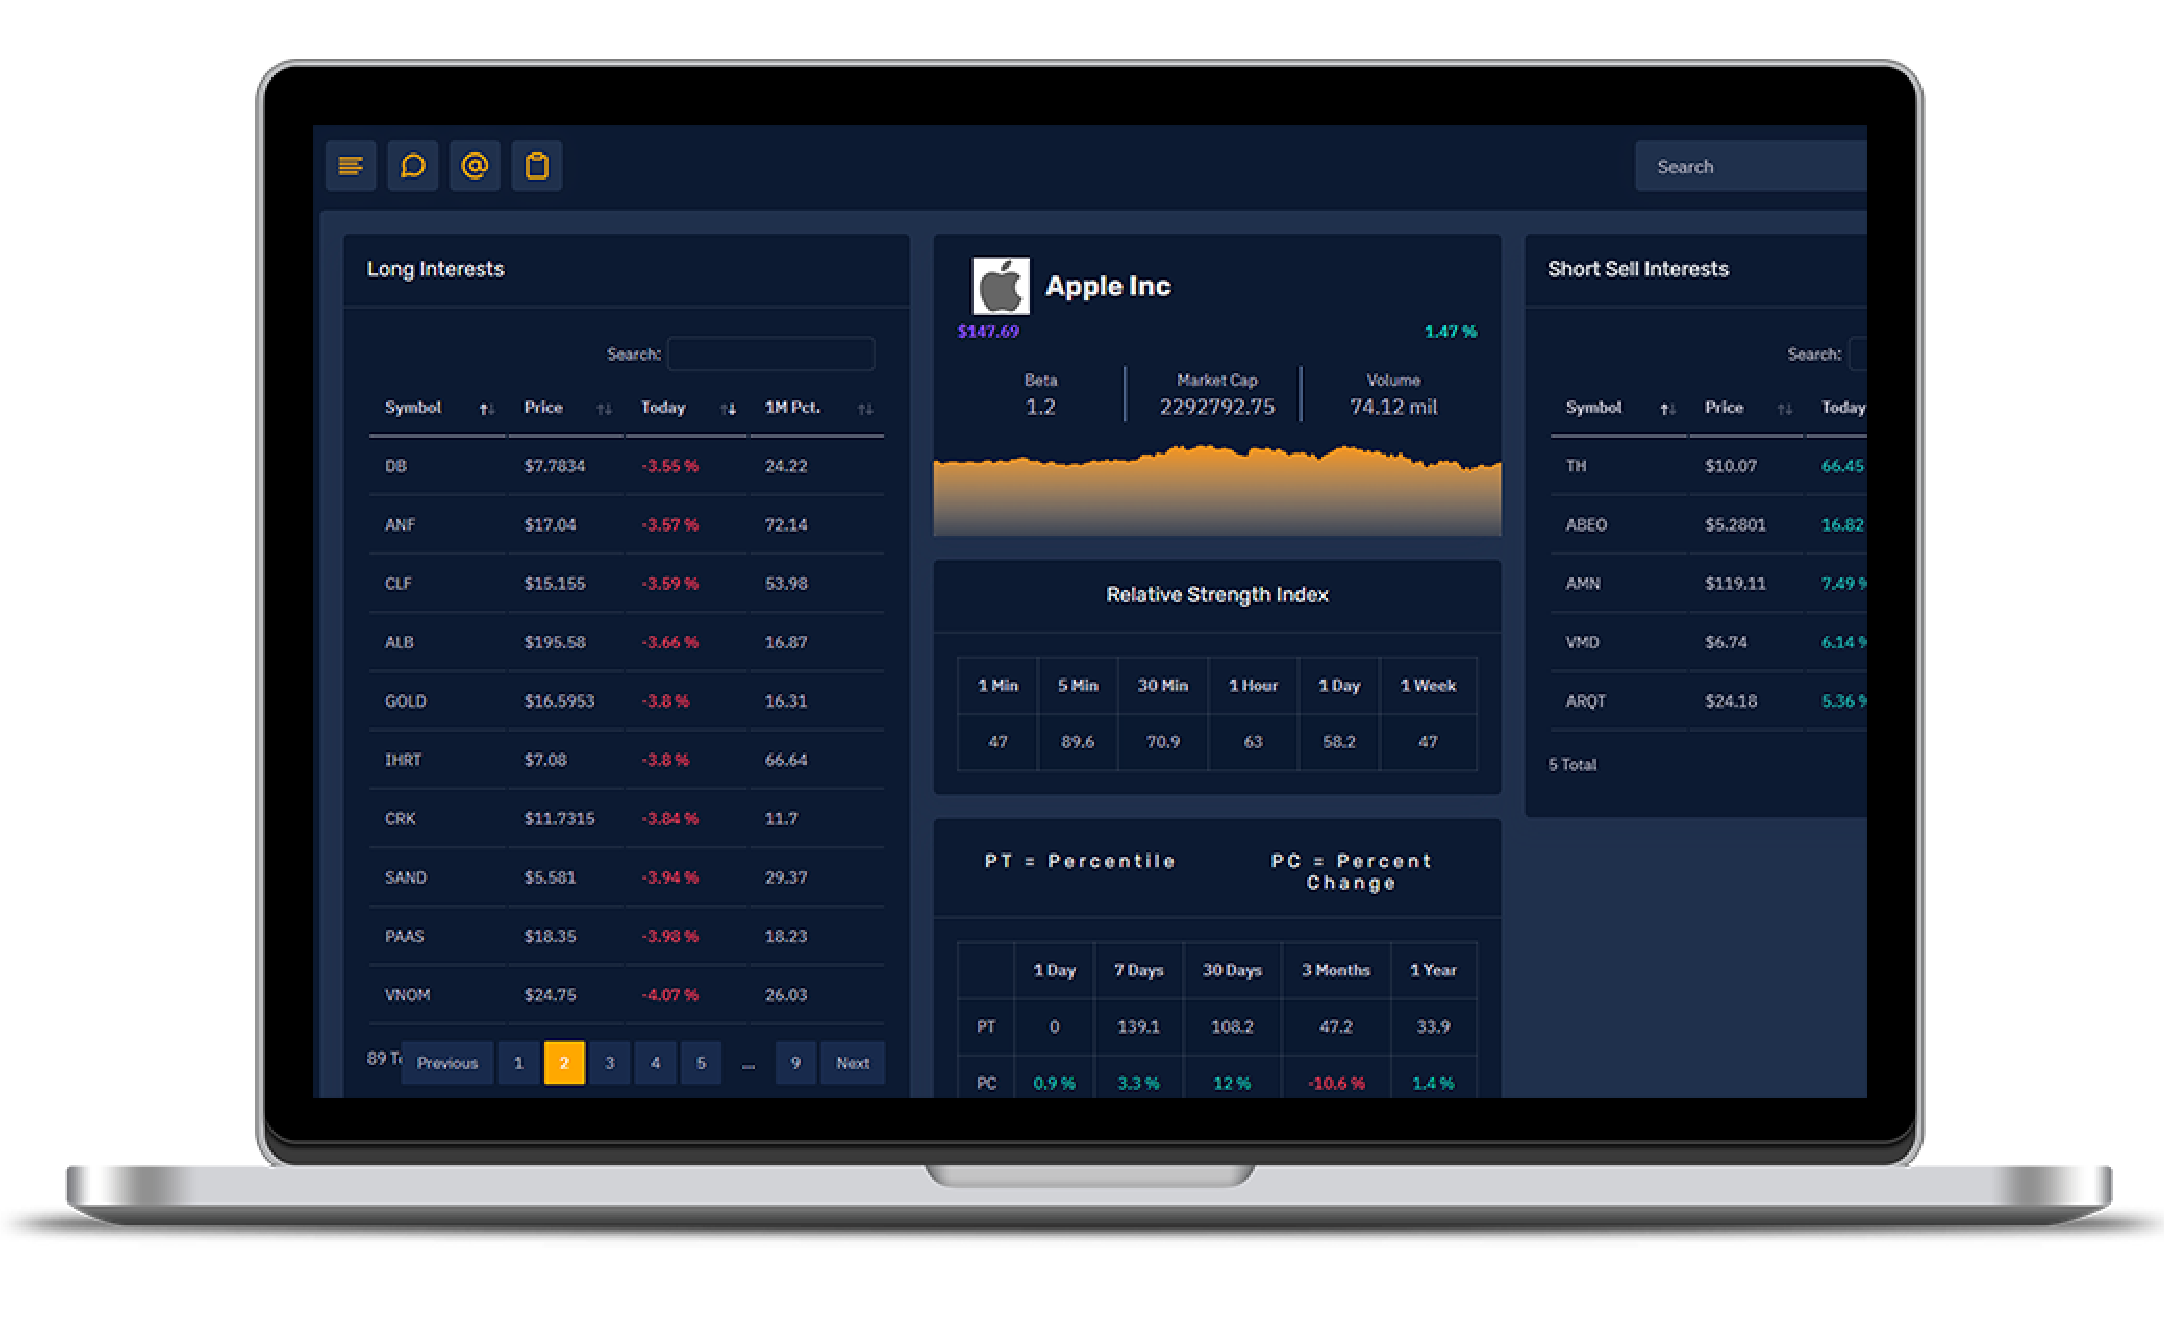 Search
Long Interests
Search:
Symbol Price Today 1M Pct.
DB $7.7834 -3.55 % 24.22
ANF $17.04 -3.57 % 72.14
CLF $15.155 -3.59 % 53.98
ALB $195.58 -3.66 % 16.87
GOLD $16.5953 -3.8 % 16.31
IHRT $7.08 -3.8 % 66.64
CRK $11.7315 -3.84 % 11.7
SAND $5.581 -3.94 % 29.37
PAAS $18.35 -3.98 % 18.23
VNOM $24.75 -4.07 % 26.03
89 Previous 1 2 3 4 5 ... 9 Next
Apple Inc
$147.69 1.47 %
Beta Market Cap Volume
1.2 2292792.75 74.12 mil
Relative Strength Index
1 Min 5 Min 30 Min 1 Hour 1 Day 1 Week
47 89.6 70.9 63 58.2 47
PT = Percentile PC = Percent
Change
1 Day 7 Days 30 Days 3 Months 1 Year
PT 0 139.1 108.2 47.2 33.9
PC 0.9 % 3.3 % 12 % -10.6 % 1.4 %
Short Sell Interests
Search:
Symbol Price Today
TH $10.07 66.45
ABEO $5.2801 16.82
AMN $119.11 7.49 %
VMD $6.74 6.14 %
ARQT $24.18 5.36 %
5 Total